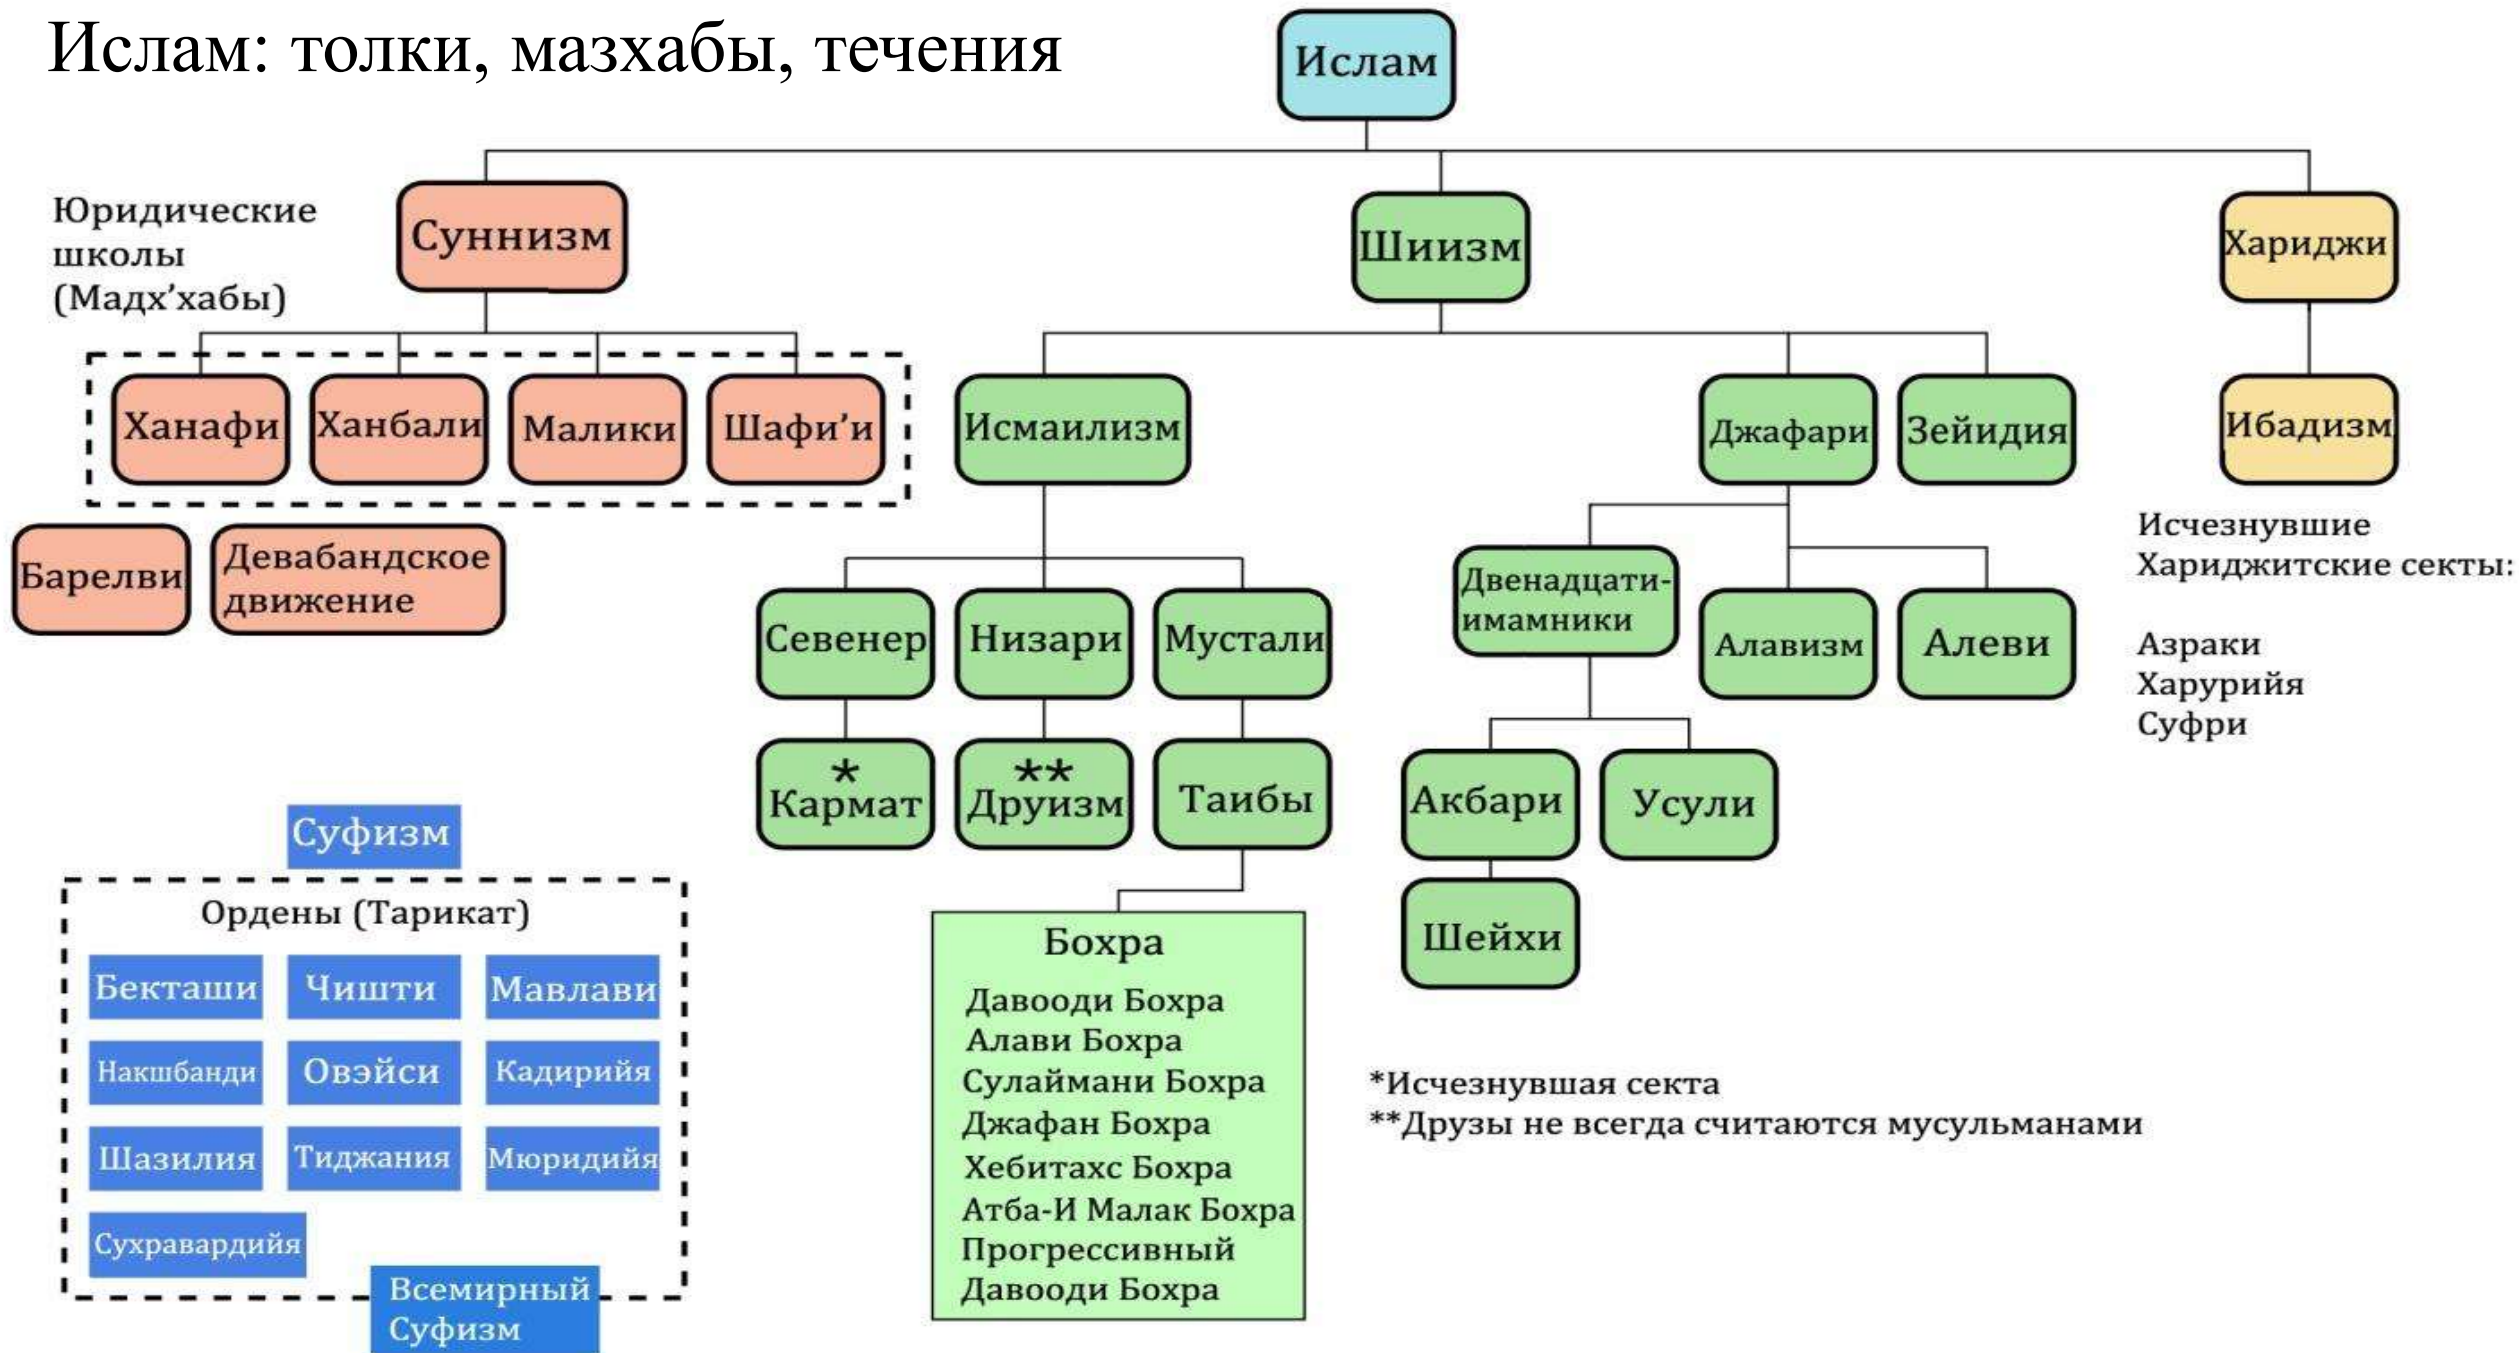 Ислам: толки, мазхабы, течения
Ислам
Юридические
школы
(Мадх’хабы)
Суннизм
Шиизм
Хариджи
Ханафи
Ханбали
Малики
Шафи’и
Исмаилизм
Джафари
Зейидия
Ибадизм
Барелви
Девабандское
движение
Севенер
Низари
Мустали
Двенадцати-
имамники
Алавизм
Алеви
Исчезнувшие
Хариджитские секты:
Азраки
Харурийя
Суфри
*
Кармат
**
Друизм
Таибы
Акбари
Усули
Шейхи
Суфизм
Ордены (Тарикат)
Бекташи
Чишти
Мавлави
Накшбанди
Овэйси
Кадирийя
Шазилия
Тиджания
Мюридийя
Сухравардийя
Всемирный
Суфизм
Бохра
Давооди Бохра
Алави Бохра
Сулаймани Бохра
Джафан Бохра
Хебитахс Бохра
Атба-И Малак Бохра
Прогрессивный
Давооди Бохра
*Исчезнувшая секта
**Друзы не всегда считаются мусульманами